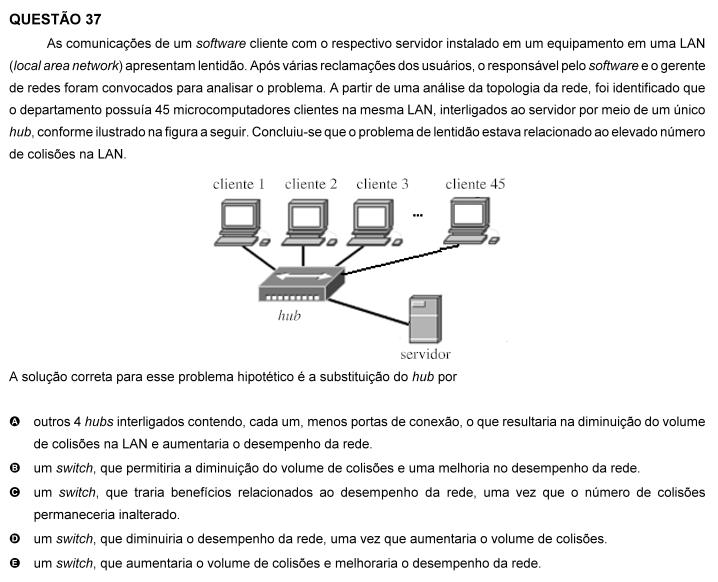 QUESTÃO 37
As comunicações de um software cliente com o respectivo servidor instalado em um equipamento em uma LAN
(local area network) apresentam lentidão. Após várias reclamações dos usuários, o responsável pelo software e o gerente
de redes foram convocados para analisar o problema. A partir de uma análise da topologia da rede, foi identificado que
o departamento possuía 45 microcomputadores clientes na mesma LAN, interligados ao servidor por meio de um único
hub, conforme ilustrado na figura a seguir. Concluiu-se que o problema de lentidão estava relacionado ao elevado número
de colisões na LAN.
cliente 1 cliente 2 cliente 3 cliente 45
...
hub
servidor
A solução correta para esse problema hipotético é a substituição do hub por
A outros 4 hubs interligados contendo, cada um, menos portas de conexão, o que resultaria na diminuição do volume
de colisões na LAN e aumentaria o desempenho da rede.
B um switch, que permitiria a diminuição do volume de colisões e uma melhoria no desempenho da rede.
C um switch, que traria benefícios relacionados ao desempenho da rede, uma vez que o número de colisões
permaneceria inalterado.
D um switch, que diminuiria o desempenho da rede, uma vez que aumentaria o volume de colisões.
E um switch, que aumentaria o volume de colisões e melhoraria o desempenho da rede.